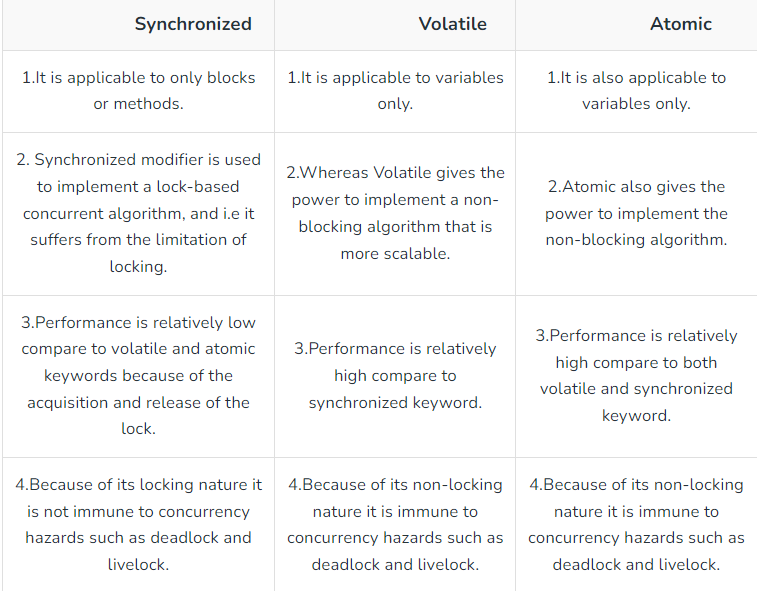 Synchronized
Volatile
Atomic
1.It is applicable to only blocks
or methods.
1.It is applicable to variables
only.
1.It is also applicable to
variables only.
2. Synchronized modifier is used
to implement a lock-based
concurrent algorithm, and i.e it
suffers from the limitation of
locking.
2.Whereas Volatile gives the
power to implement a non-
blocking algorithm that is
more scalable.
2.Atomic also gives the
power to implement the
non-blocking algorithm.
3.Performance is relatively low
compare to volatile and atomic
keywords because of the
acquisition and release of the
lock.
3.Performance is relatively
high compare to
synchronized keyword.
3.Performance is relatively
high compare to both
volatile and synchronized
keyword.
4.Because of its locking nature it
is not immune to concurrency
hazards such as deadlock and
livelock.
4.Because of its non-locking
nature it is immune to
concurrency hazards such as
deadlock and livelock.
4.Because of its non-locking
nature it is immune to
concurrency hazards such as
deadlock and livelock.